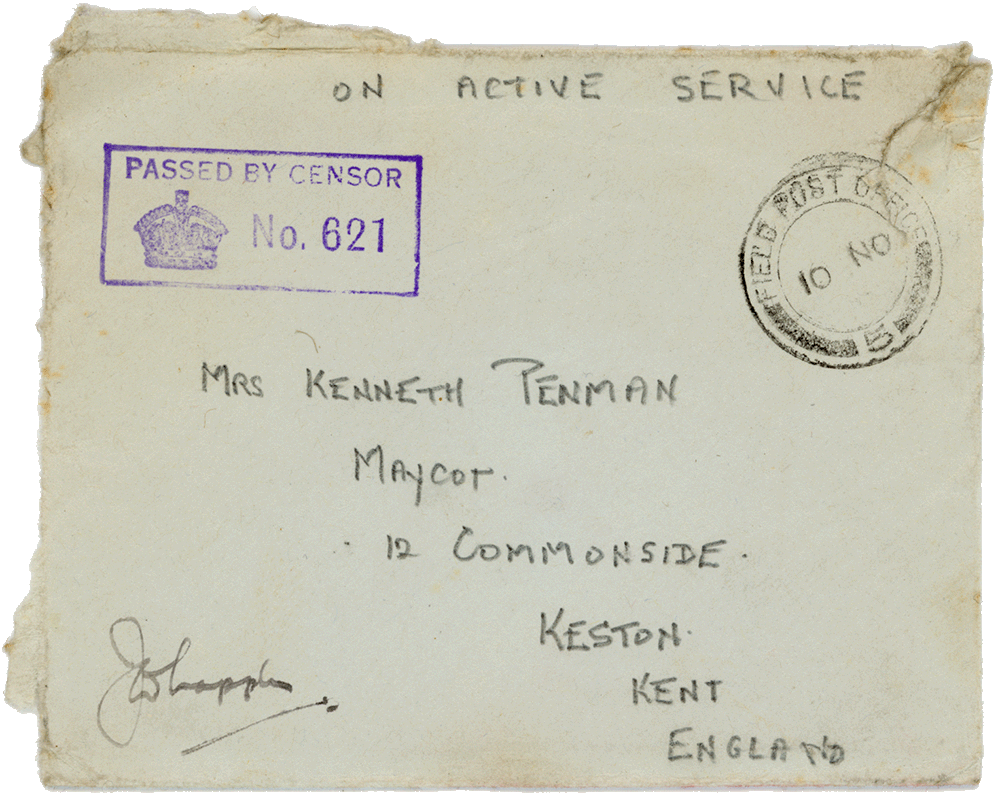 ON ACTIVE SERVICE
PASSED BY CENSOR
No. 621
FIELD POST OFFICE
10 NO
5
MRS KENNETH PENMAN
MAYCOT.
12 COMMONSIDE.
KESTON.
KENT
ENGLAND